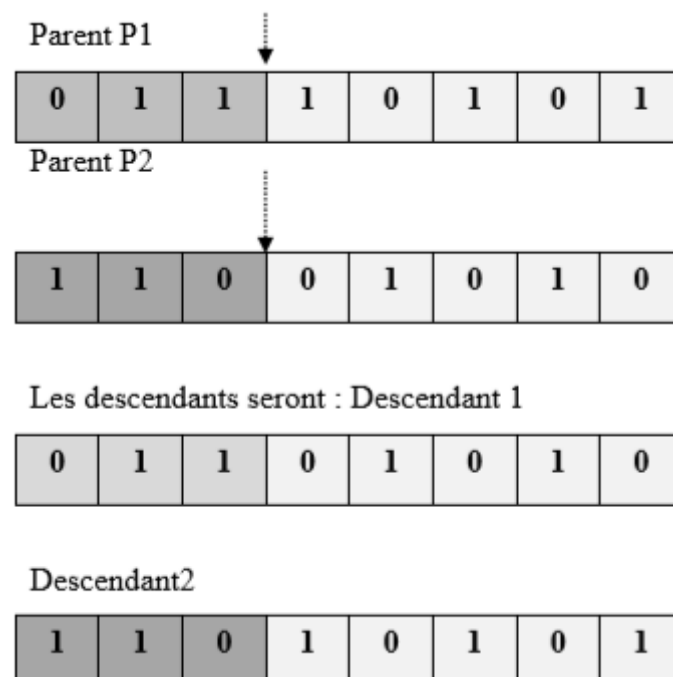 Parent P1
0 1 1 1 0 1 0 1
Parent P2
1 1 0 0 1 0 1 0
Les descendants seront : Descendant 1
0 1 1 0 1 0 1 0
Descendant2
1 1 0 1 0 1 0 1